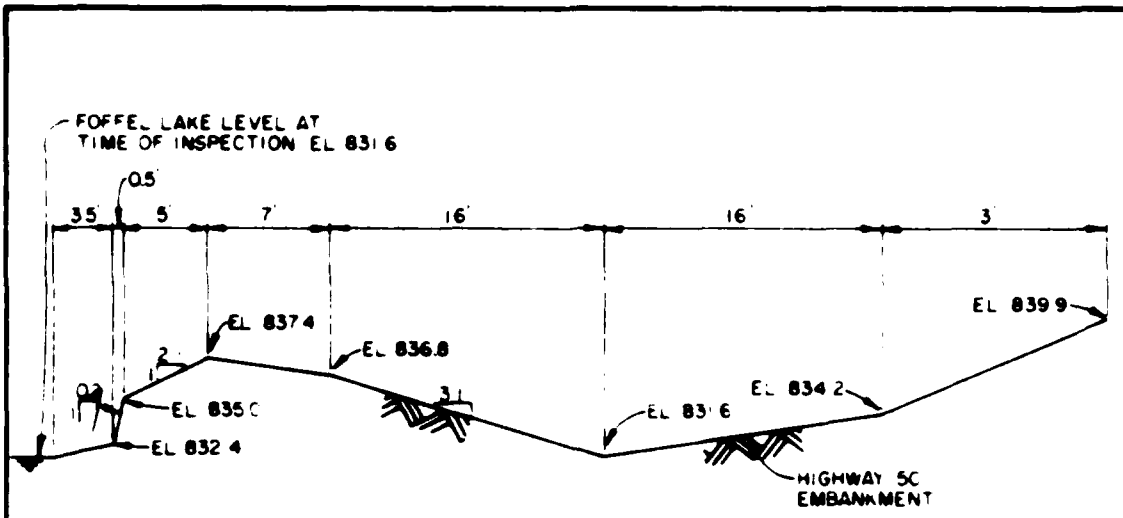 FOFFEL LAKE LEVEL AT
TIME OF INSPECTION EL 831.6
0.5'
3.5' 5' 7' 16' 16'
EL 839.9
EL 837.4
EL 836.8
2
1
3.1
0.2
1
EL 834.2
EL 835.0
EL 831.6
EL 832.4
HIGHWAY 5C
EMBANKMENT